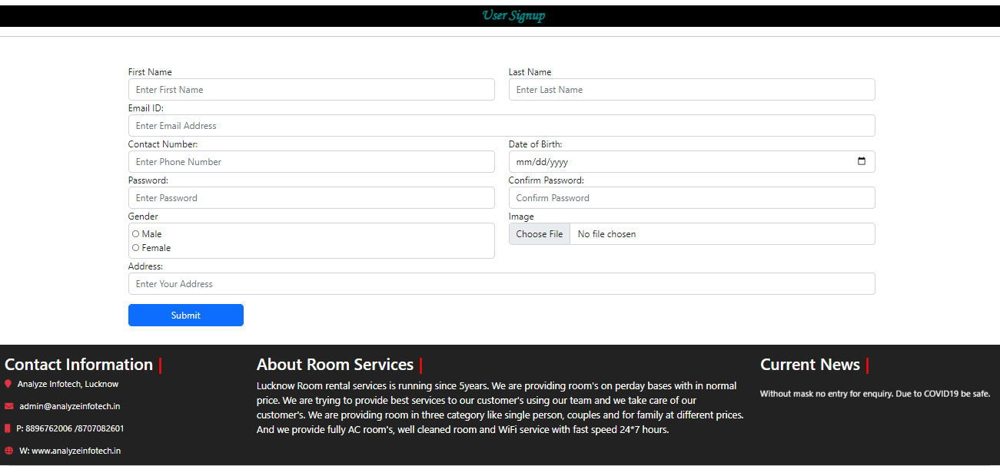 User Signup
First Name
Last Name
Enter First Name
Enter Last Name
Email ID:
Enter Email Address
Contact Number:
Date of Birth:
Enter Phone Number
mm/dd/yyyy
Password:
Confirm Password:
Enter Password
Confirm Password
Gender
Image
Male
Choose File
No file chosen
Female
Address:
Enter Your Address
Submit
Contact Information
Analyze Infotech, Lucknow
admin@analyzeinfotech.in
P: 8896762006 /8707082601
W: www.analyzeinfotech.in
About Room Services
Lucknow Room rental services is running since 5years. We are providing room's on perday bases with in normal
price. We are trying to provide best services to our customer's using our team and we take care of our
customer's. We are providing room in three category like single person, couples and for family at different prices.
And we provide fully AC room's, well cleaned room and WiFi service with fast speed 24*7 hours.
Current News
Without mask no entry for enquiry. Due to COVID19 be safe.